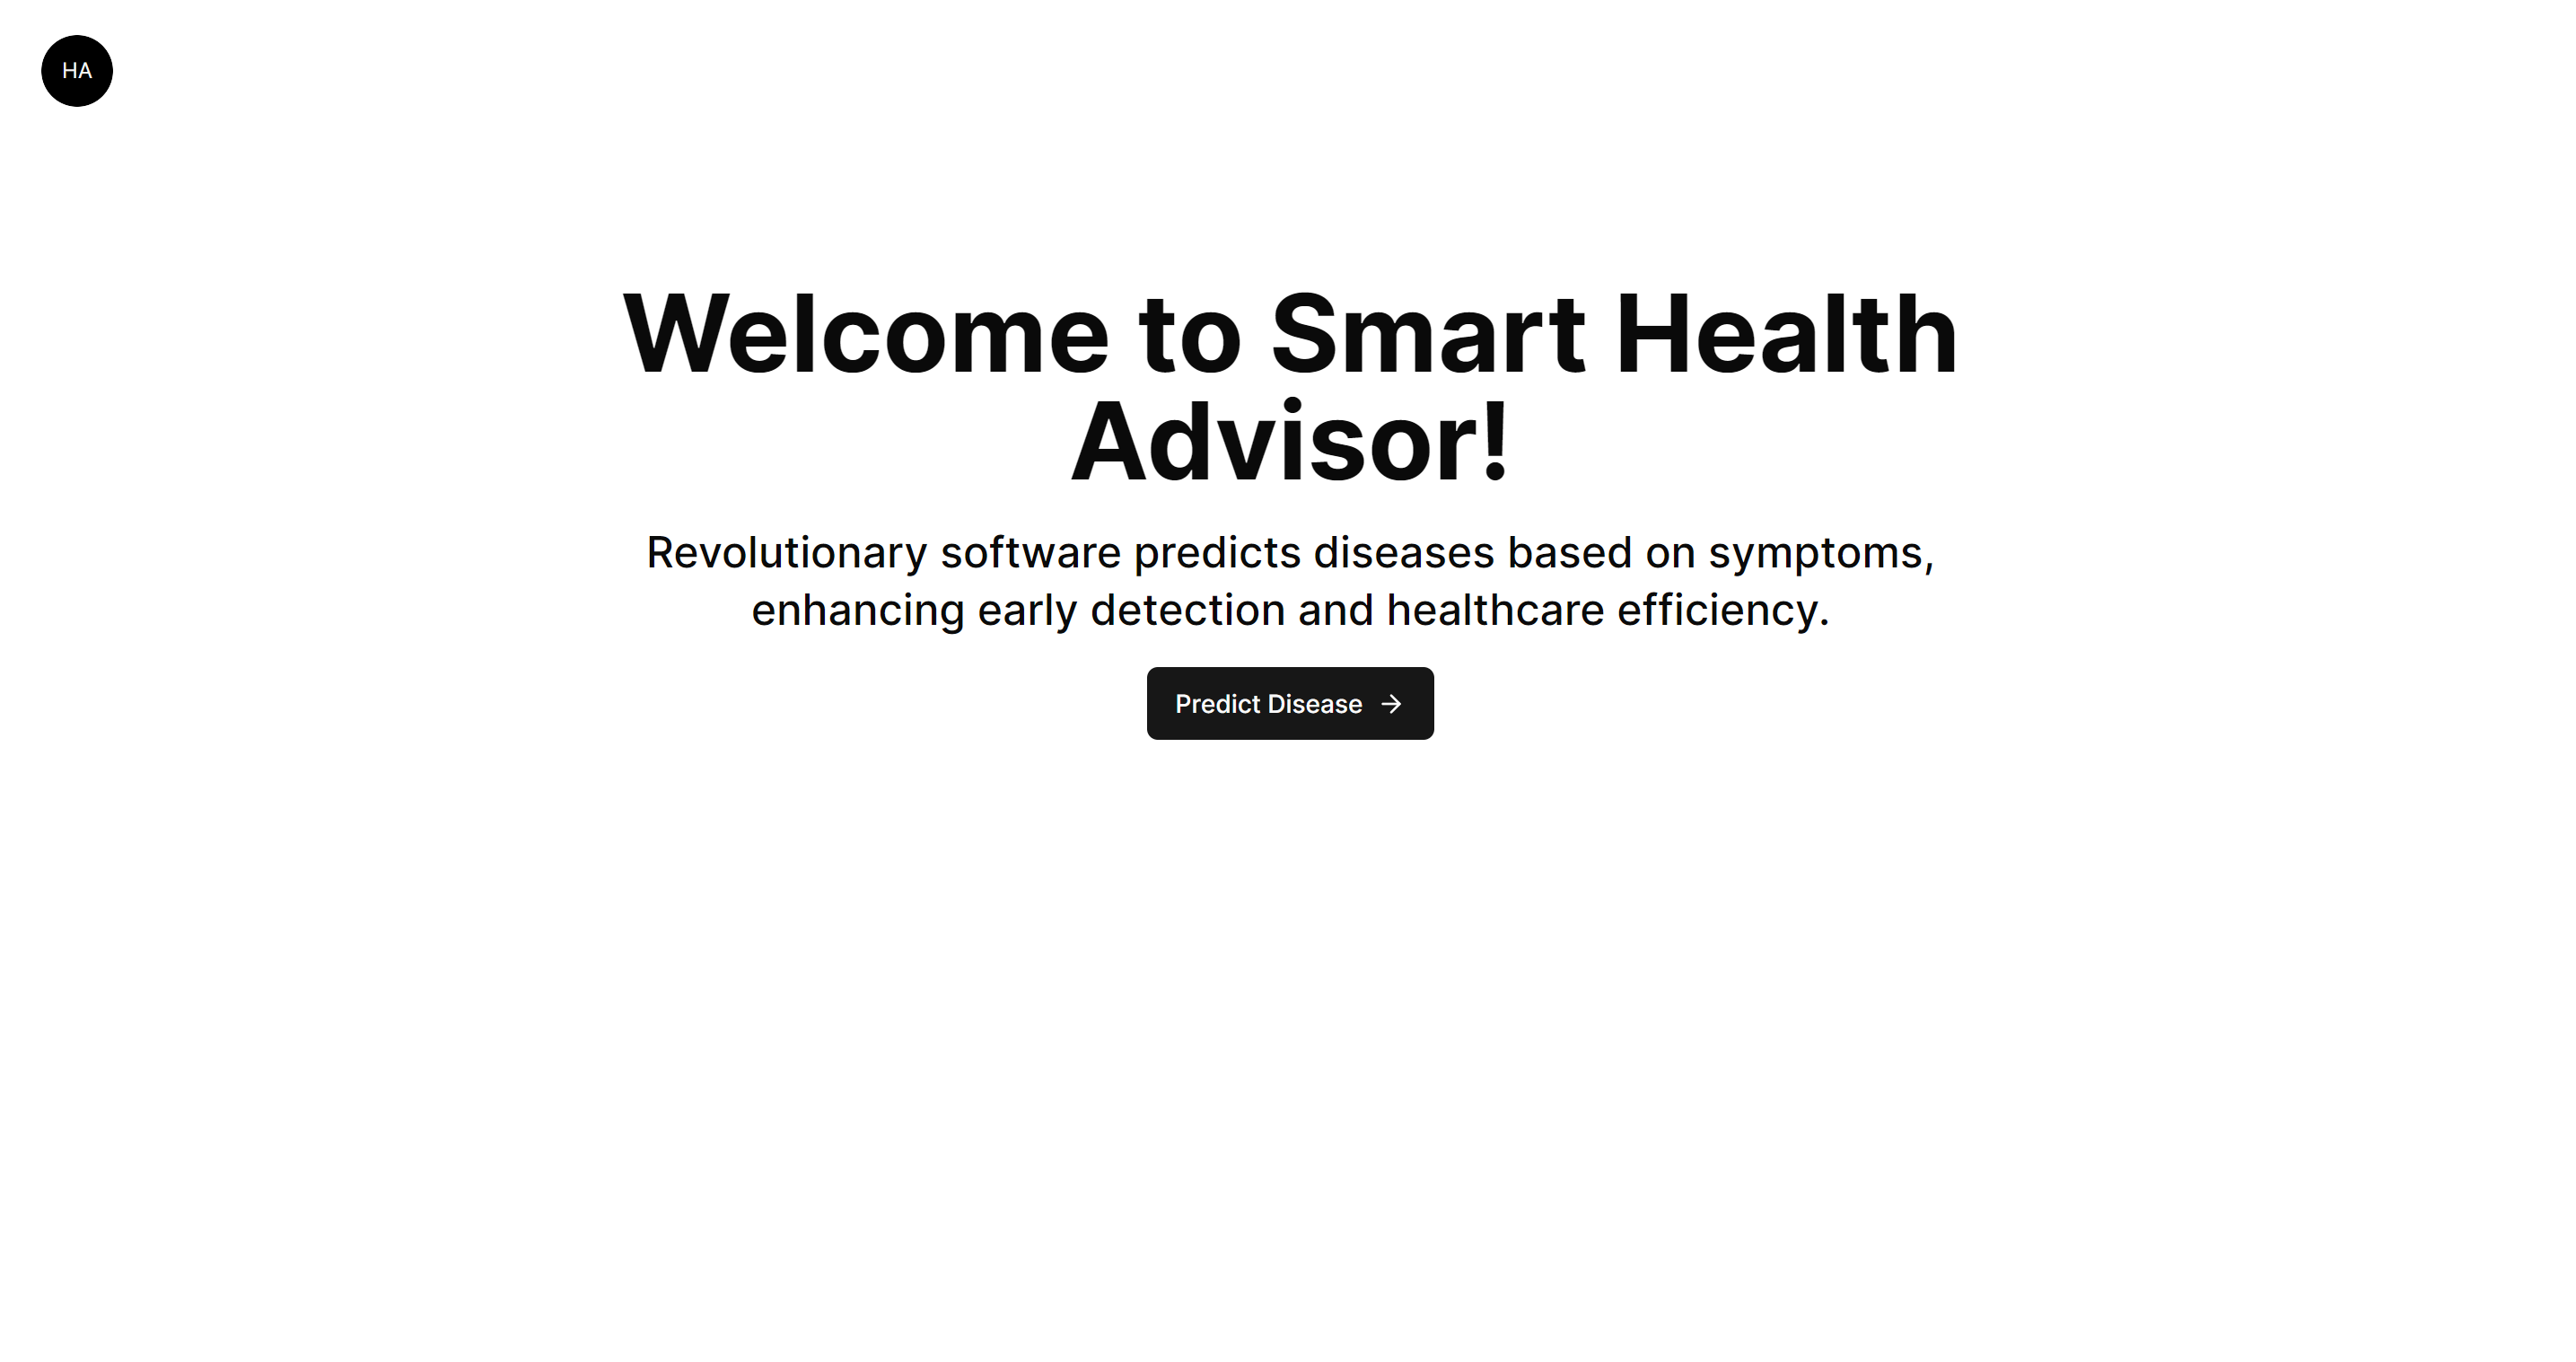 HA
Welcome to Smart Health
Advisor!
Revolutionary software predicts diseases based on symptoms,
enhancing early detection and healthcare efficiency.
Predict Disease